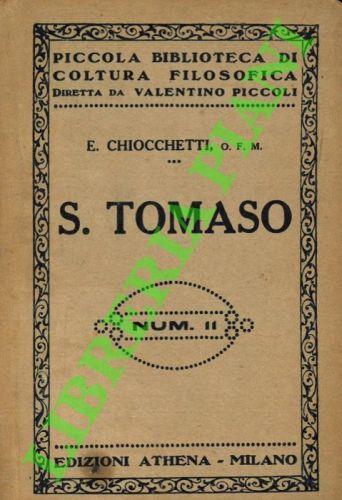 PICCOLA BIBLIOTECA DI
COLTURA FILOSOFICA
DIRETTA DA VALENTINO PICCOLI
E. CHIOCCHETTI, O. F. M.
S. TOMASO
NUM. 11
EDIZIONI ATHENA - MILANO
LIBRERIA PIANI